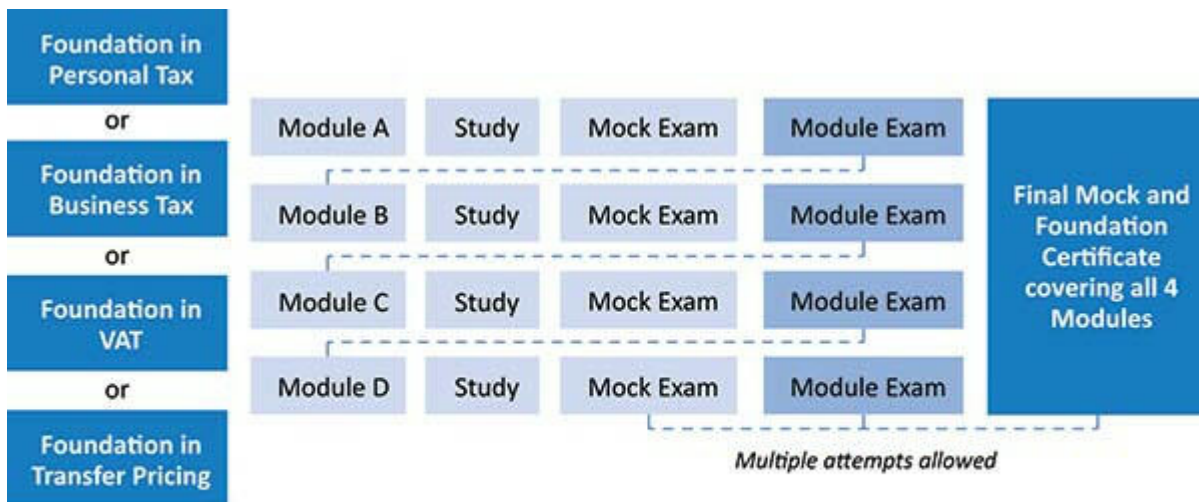 Foundation in
Personal Tax
or
Foundation in
Business Tax
or
Foundation in
VAT
or
Foundation in
Transfer Pricing
Module A
Study
Mock Exam
Module Exam
Module B
Study
Mock Exam
Module Exam
Module C
Study
Mock Exam
Module Exam
Module D
Study
Mock Exam
Module Exam
Multiple attempts allowed
Final Mock and
Foundation
Certificate
covering all 4
Modules